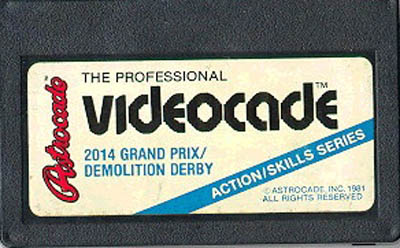 Astrocade
THE PROFESSIONAL
VIDEOCADE™
2014 GRAND PRIX/
DEMOLITION DERBY
ACTION/SKILLS SERIES
© ASTROCADE, INC. 1981
ALL RIGHTS RESERVED